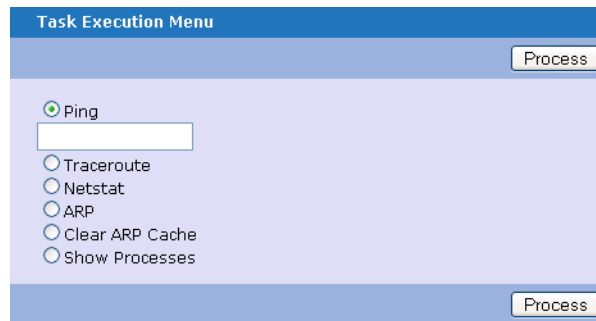 Task Execution Menu
Process
Ping
Traceroute
Netstat
ARP
Clear ARP Cache
Show Processes
Process